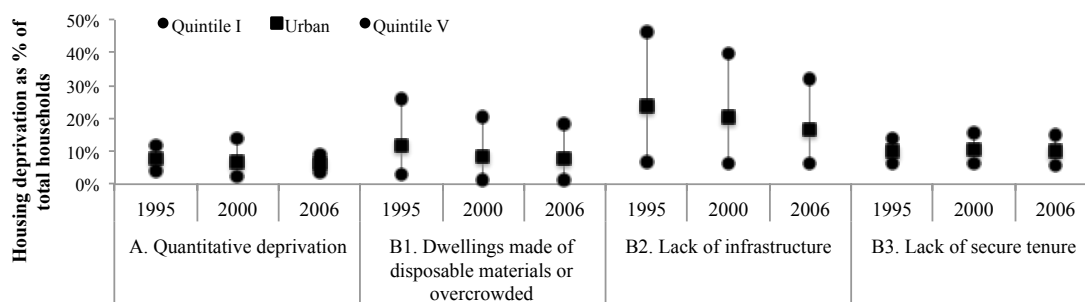 Housing deprivation as % of
total households
50%
40%
30%
20%
10%
0%
Quintile I Urban Quintile V
1995 2000 2006 1995 2000 2006 1995 2000 2006 1995 2000 2006
A. Quantitative deprivation
B1. Dwellings made of
disposable materials or
overcrowded
B2. Lack of infrastructure
B3. Lack of secure tenure